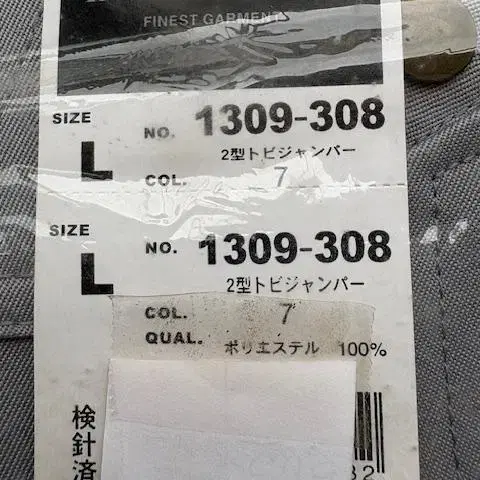 FINEST GARMENT
SIZE
L
NO. 1309-308
2型トビジャンパー
COL. 7
SIZE
L
NO. 1309-308
2型トビジャンパー
COL. 7
QUAL. ポリエステル 100%
検針済